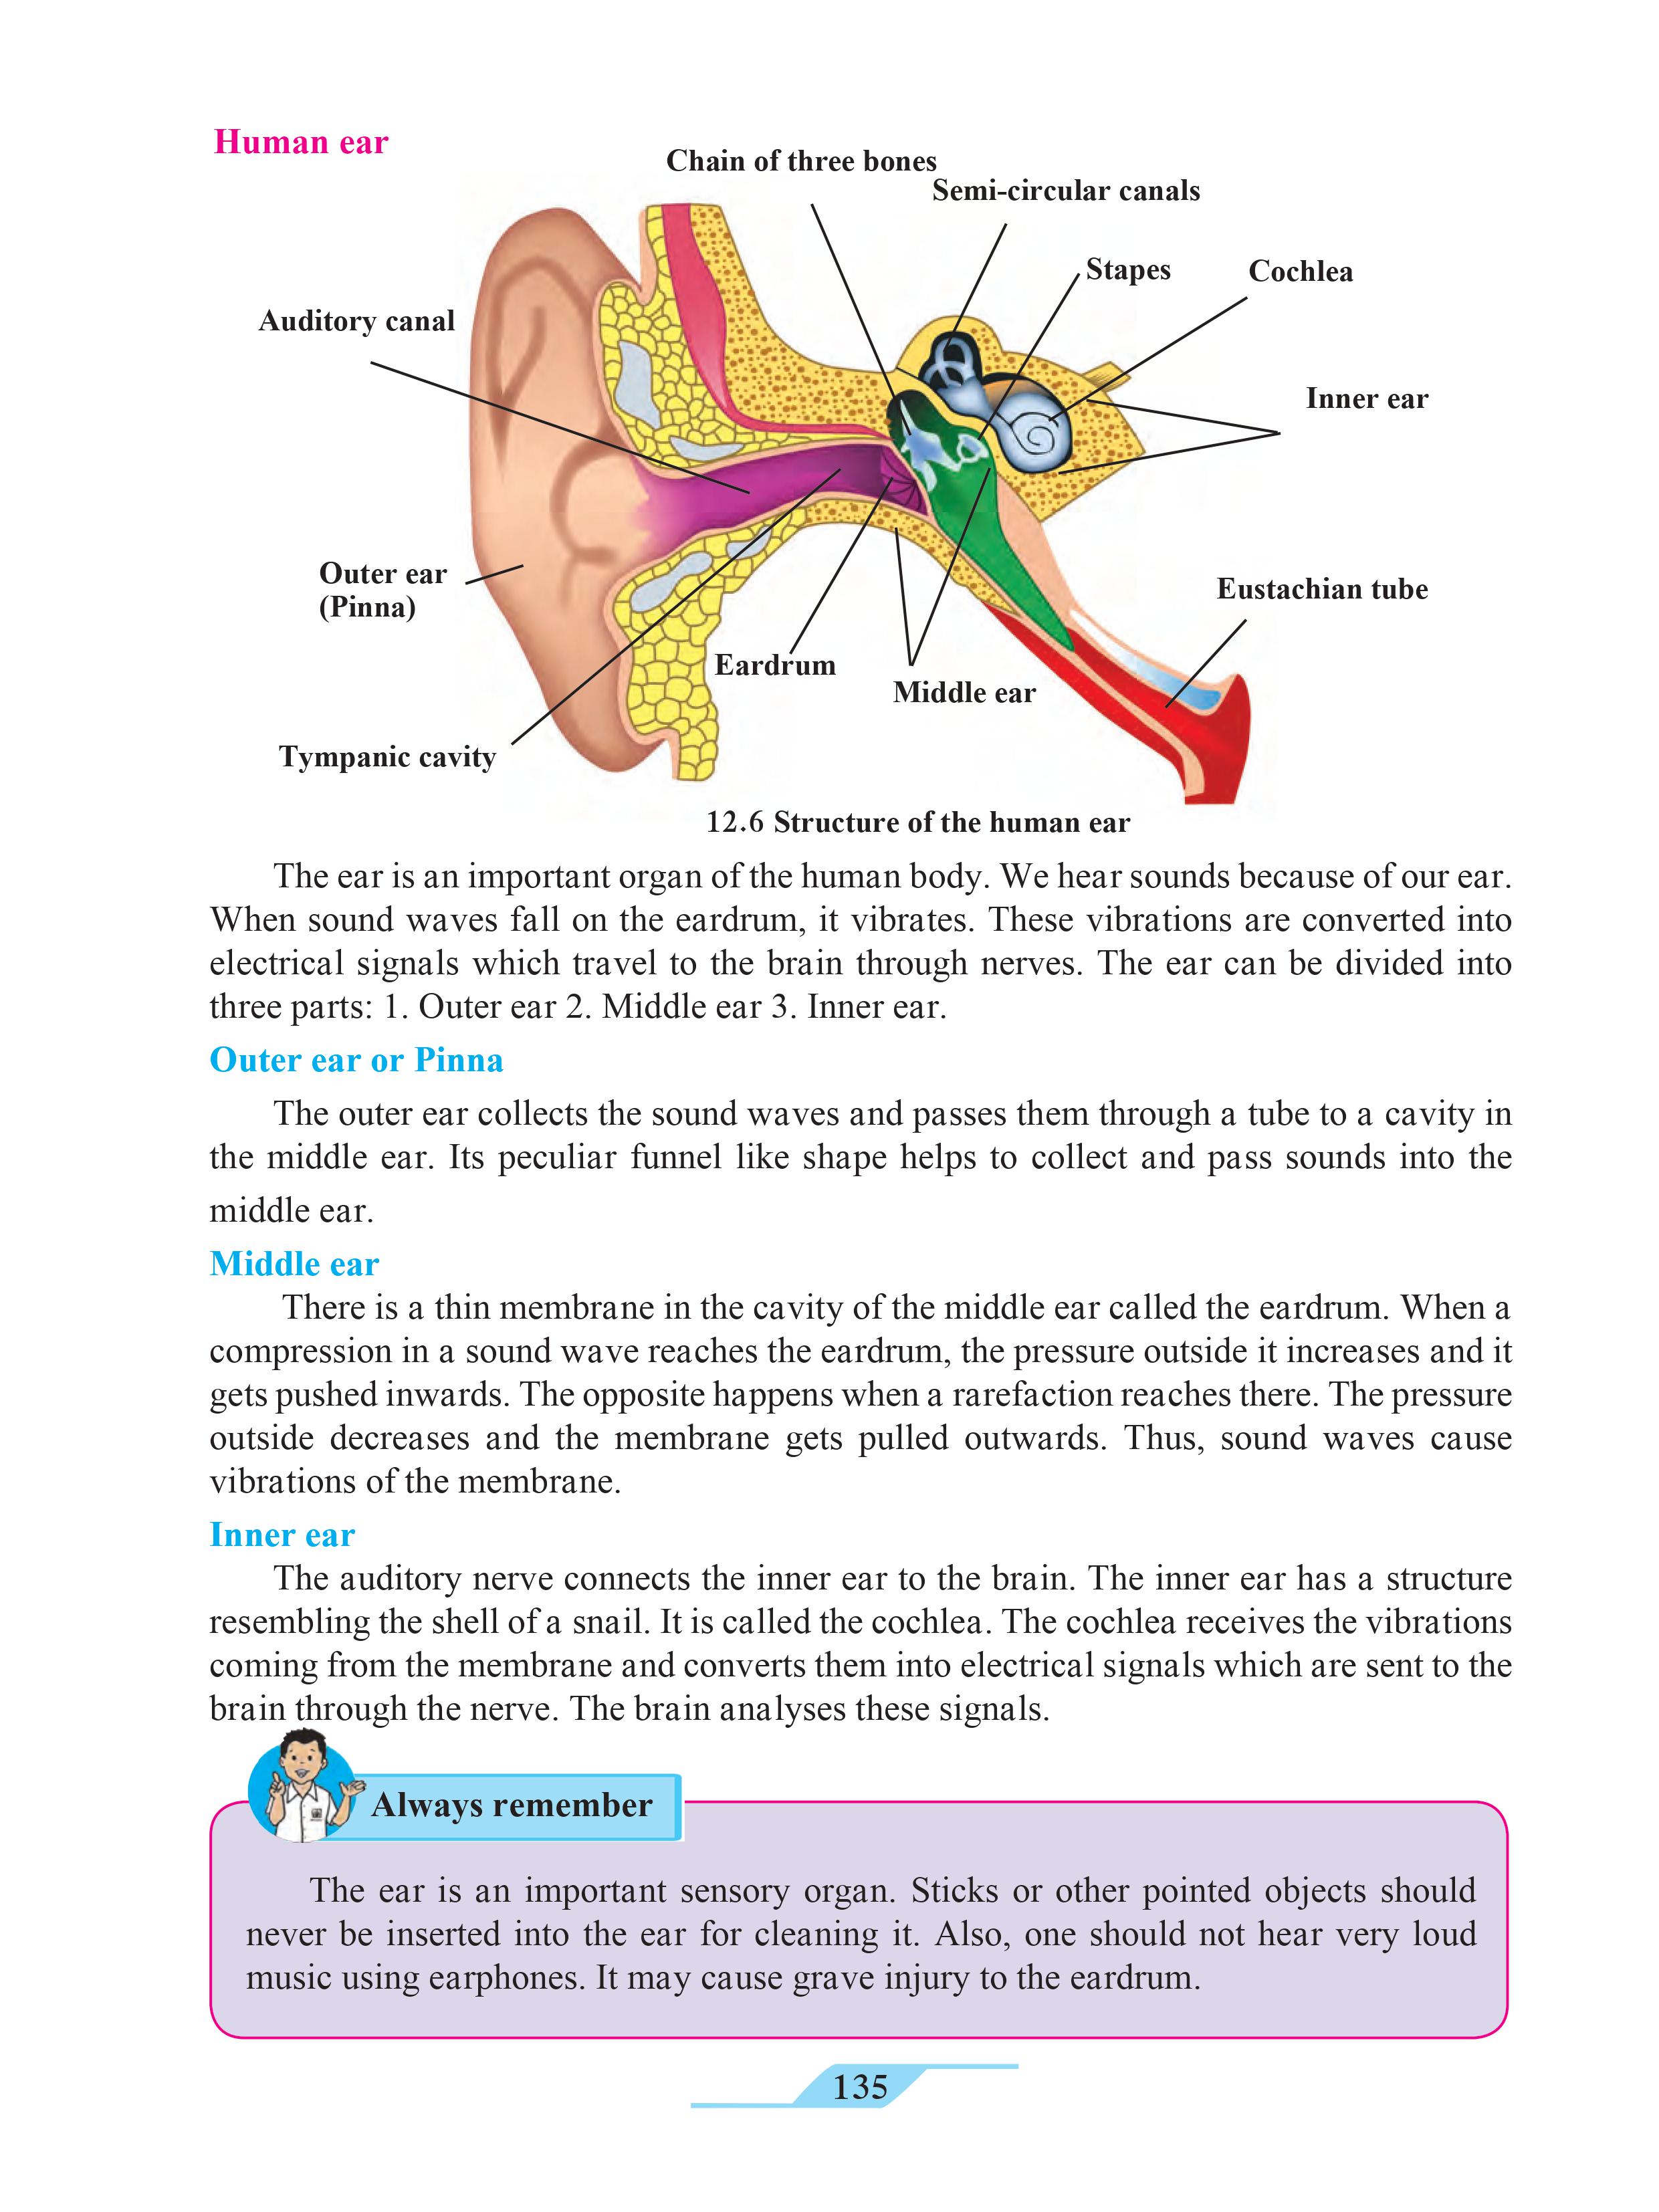 Human ear
Chain of three bones
Semi-circular canals
Stapes
Cochlea
Auditory canal
Inner ear
Outer ear
(Pinna)
Eustachian tube
Eardrum
Middle ear
Tympanic cavity
12.6 Structure of the human ear
The ear is an important organ of the human body. We hear sounds because of our ear.
When sound waves fall on the eardrum, it vibrates. These vibrations are converted into
electrical signals which travel to the brain through nerves. The ear can be divided into
three parts: 1. Outer ear 2. Middle ear 3. Inner ear.
Outer ear or Pinna
The outer ear collects the sound waves and passes them through a tube to a cavity in
the middle ear. Its peculiar funnel like shape helps to collect and pass sounds into the
middle ear.
Middle ear
There is a thin membrane in the cavity of the middle ear called the eardrum. When a
compression in a sound wave reaches the eardrum, the pressure outside it increases and it
gets pushed inwards. The opposite happens when a rarefaction reaches there. The pressure
outside decreases and the membrane gets pulled outwards. Thus, sound waves cause
vibrations of the membrane.
Inner ear
The auditory nerve connects the inner ear to the brain. The inner ear has a structure
resembling the shell of a snail. It is called the cochlea. The cochlea receives the vibrations
coming from the membrane and converts them into electrical signals which are sent to the
brain through the nerve. The brain analyses these signals.
Always remember
The ear is an important sensory organ. Sticks or other pointed objects should
never be inserted into the ear for cleaning it. Also, one should not hear very loud
music using earphones. It may cause grave injury to the eardrum.
135